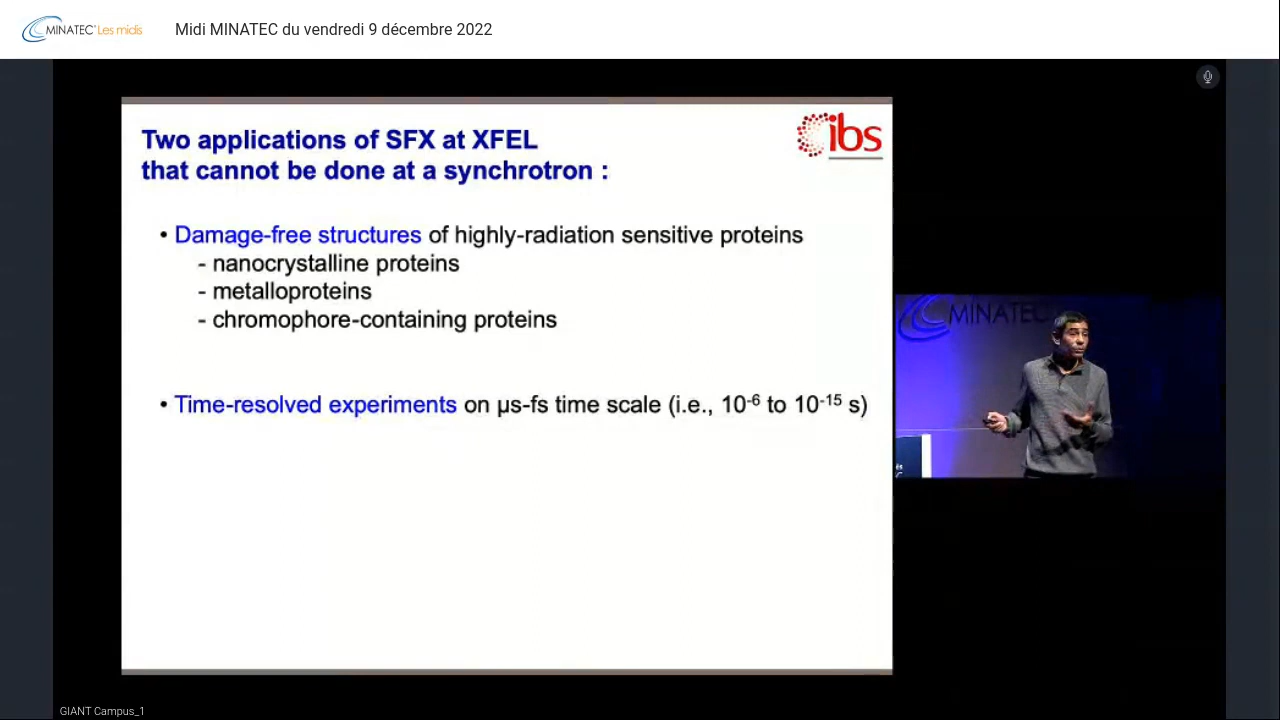 MINATEC® Les midis
Midi MINATEC du vendredi 9 décembre 2022
Two applications of SFX at XFEL
that cannot be done at a synchrotron :
ibs
• Damage-free structures of highly-radiation sensitive proteins
- nanocrystalline proteins
- metalloproteins
- chromophore-containing proteins
• Time-resolved experiments on µs-fs time scale (i.e., 10⁻⁶ to 10⁻¹⁵ s)
MINATEC
GIANT Campus_1